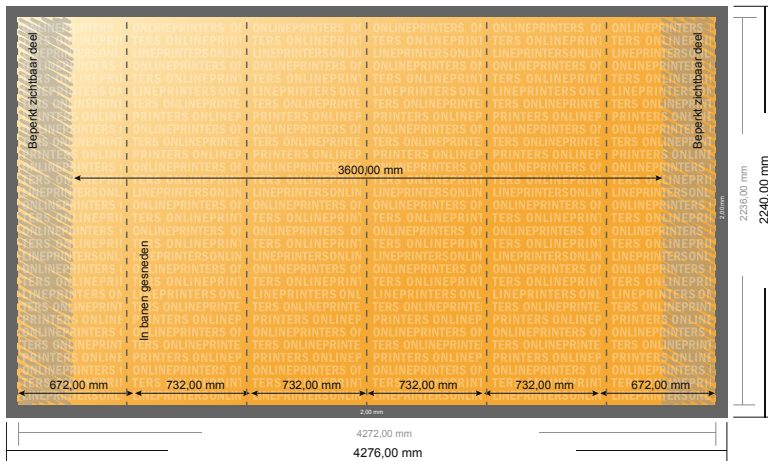 Beperkt zichtbaar deel
Beperkt zichtbaar deel
3600,00 mm
In banen gesneden
672,00 mm
732,00 mm
732,00 mm
732,00 mm
732,00 mm
672,00 mm
2,00 mm
2,00 mm
2236,00 mm
2240,00 mm
4272,00 mm
4276,00 mm